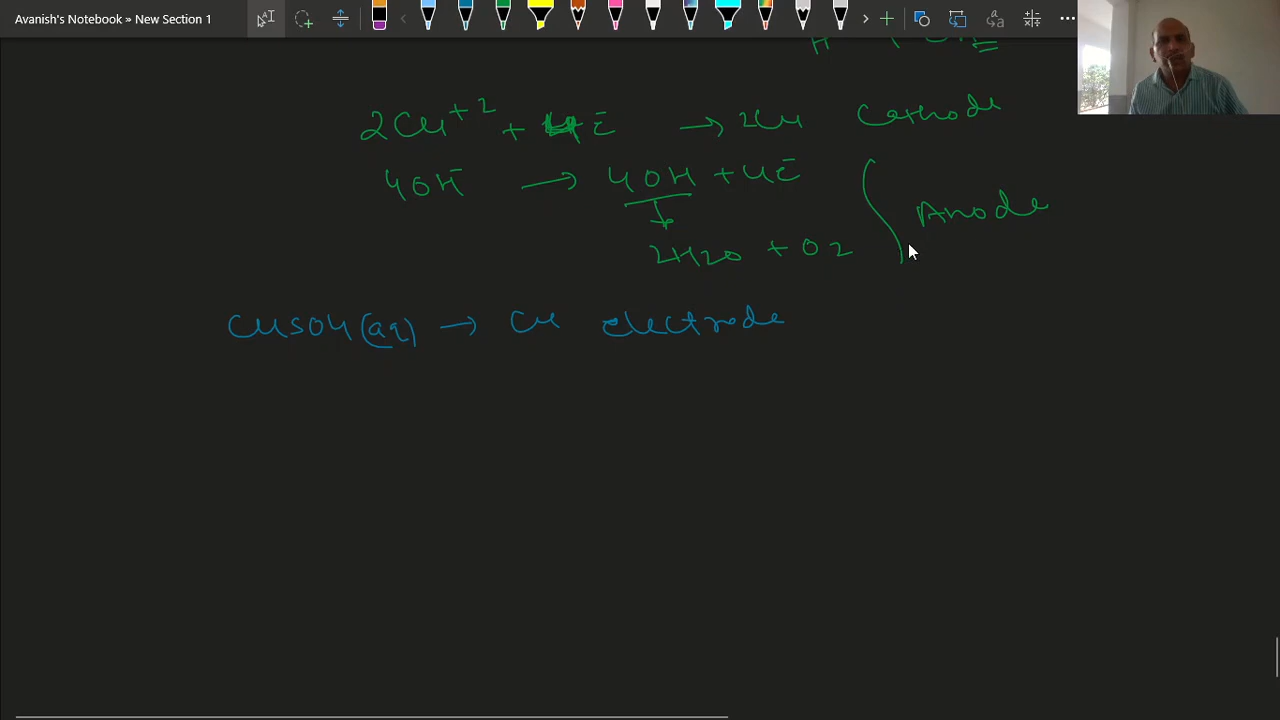 Avanish's Notebook » New Section 1
2Cu+2 + 4Ē → 2Cu Cathode
4OH̄ → 4OH + 4Ē
Anode
↓
2H2O + O2
CuSO4(aq) → Cu electrode